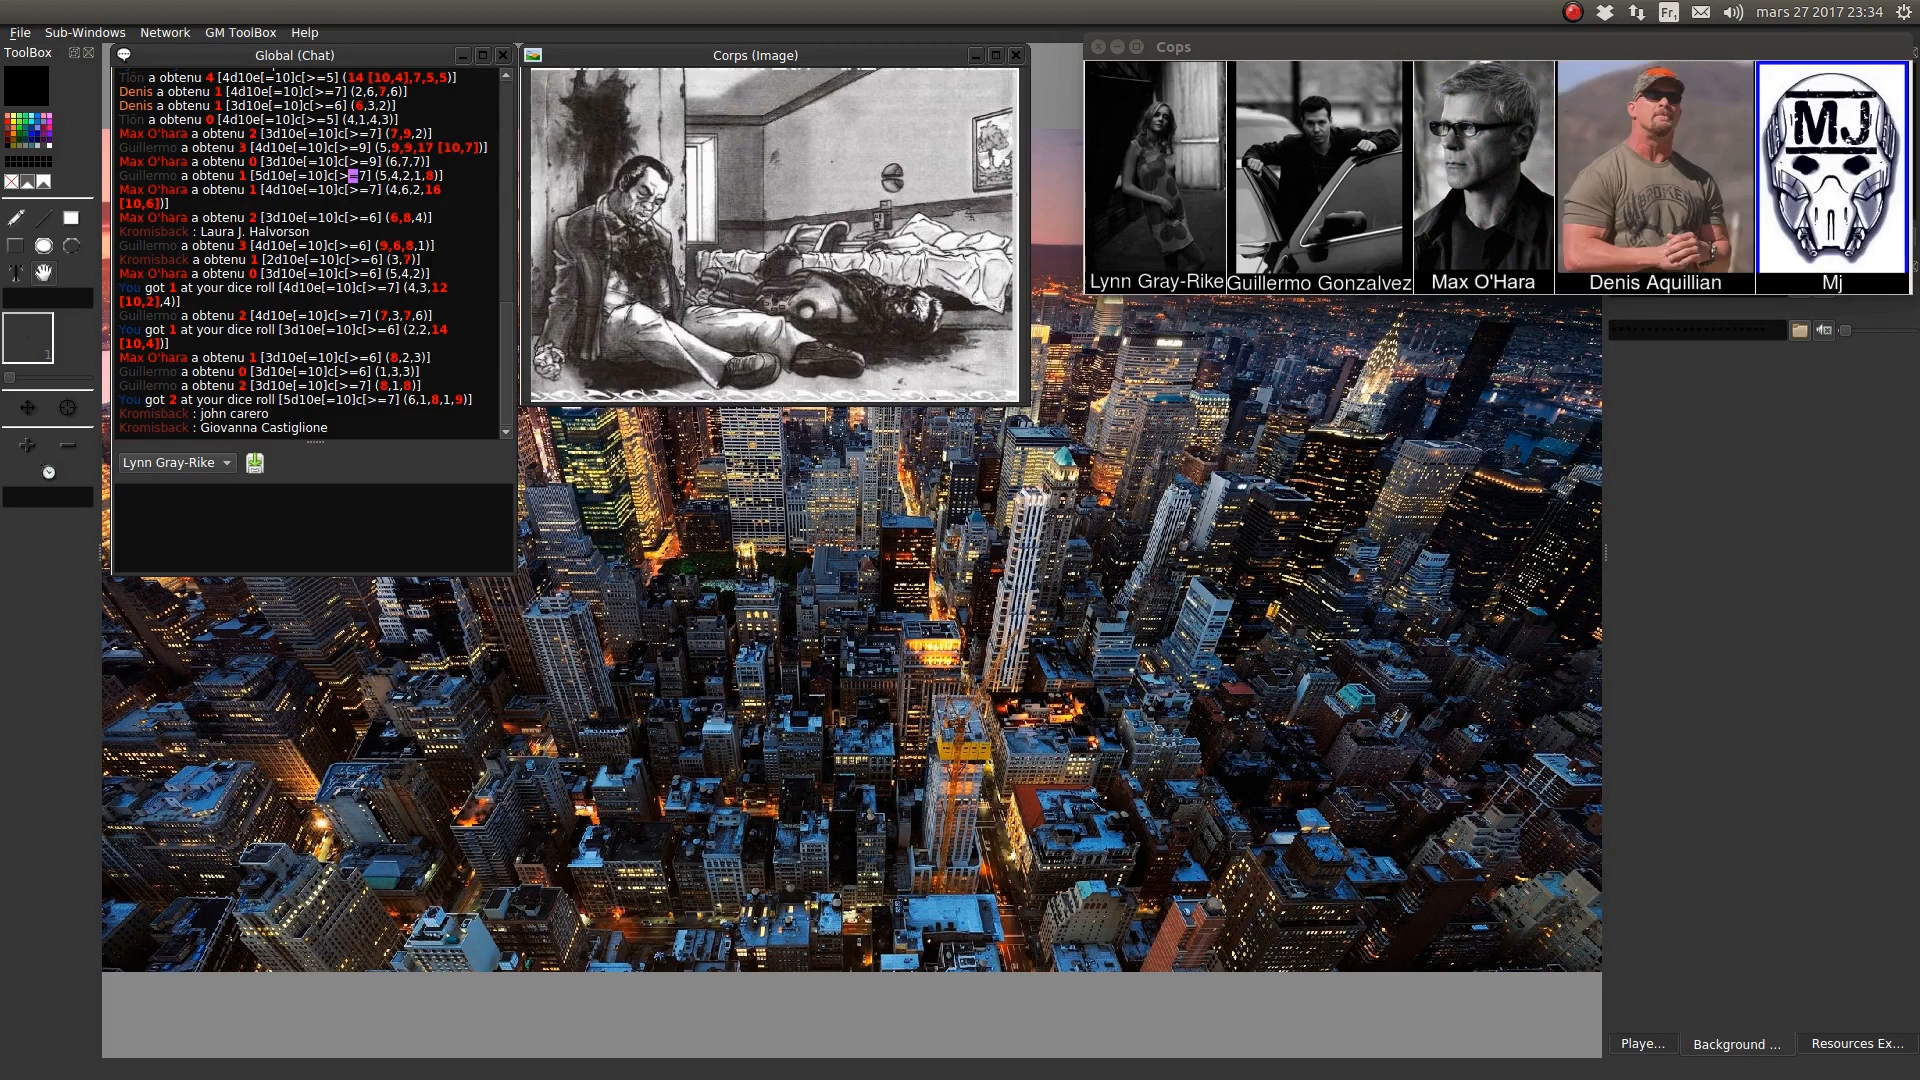 Fr1
mars 27 2017 23:34
File Sub-Windows Network GM ToolBox Help
ToolBox
Global (Chat)
Tlön a obtenu 4 [4d10e[=10]c[>=5] (14 [10,4],7,5,5)]
Denis a obtenu 1 [4d10e[=10]c[>=7] (2,6,7,6)]
Denis a obtenu 1 [3d10e[=10]c[>=6] (6,3,2)]
Tlön a obtenu 0 [4d10e[=10]c[>=5] (4,1,4,3)]
Max O'hara a obtenu 2 [3d10e[=10]c[>=7] (7,9,2)]
Guillermo a obtenu 3 [4d10e[=10]c[>=9] (5,9,9,17 [10,7])]
Max O'hara a obtenu 0 [3d10e[=10]c[>=9] (6,7,7)]
Guillermo a obtenu 1 [5d10e[=10]c[>=7] (5,4,2,1,8)]
Max O'hara a obtenu 1 [4d10e[=10]c[>=7] (4,6,2,16
[10,6])]
Max O'hara a obtenu 2 [3d10e[=10]c[>=6] (6,8,4)]
Kromisback : Laura J. Halvorson
Guillermo a obtenu 3 [4d10e[=10]c[>=6] (9,6,8,1)]
Kromisback a obtenu 1 [2d10e[=10]c[>=6] (3,7)]
Max O'hara a obtenu 0 [3d10e[=10]c[>=6] (5,4,2)]
You got 1 at your dice roll [4d10e[=10]c[>=7] (4,3,12
[10,2],4)]
Guillermo a obtenu 2 [4d10e[=10]c[>=7] (7,3,7,6)]
You got 1 at your dice roll [3d10e[=10]c[>=6] (2,2,14
[10,4])]
Max O'hara a obtenu 1 [3d10e[=10]c[>=6] (8,2,3)]
Guillermo a obtenu 0 [3d10e[=10]c[>=6] (1,3,3)]
Guillermo a obtenu 2 [3d10e[=10]c[>=7] (8,1,8)]
You got 2 at your dice roll [5d10e[=10]c[>=7] (6,1,8,1,9)]
Kromisback : john carero
Kromisback : Giovanna Castiglione
Lynn Gray-Rike
1
Corps (Image)
Cops
MJ
Lynn Gray-Rike
Guillermo Gonzalvez
Max O'Hara
Denis Aquillian
Mj
Playe...
Background ...
Resources Ex...